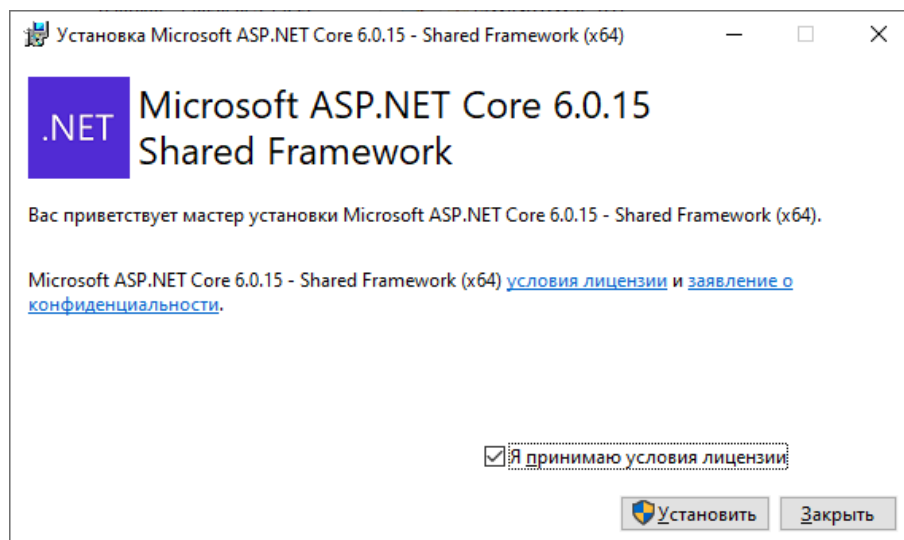 Установка Microsoft ASP.NET Core 6.0.15 - Shared Framework (x64)
.NET
Microsoft ASP.NET Core 6.0.15
Shared Framework
Вас приветствует мастер установки Microsoft ASP.NET Core 6.0.15 - Shared Framework (x64).
Microsoft ASP.NET Core 6.0.15 - Shared Framework (x64) условия лицензии и заявление о
конфиденциальности.
Я принимаю условия лицензии
Установить
Закрыть